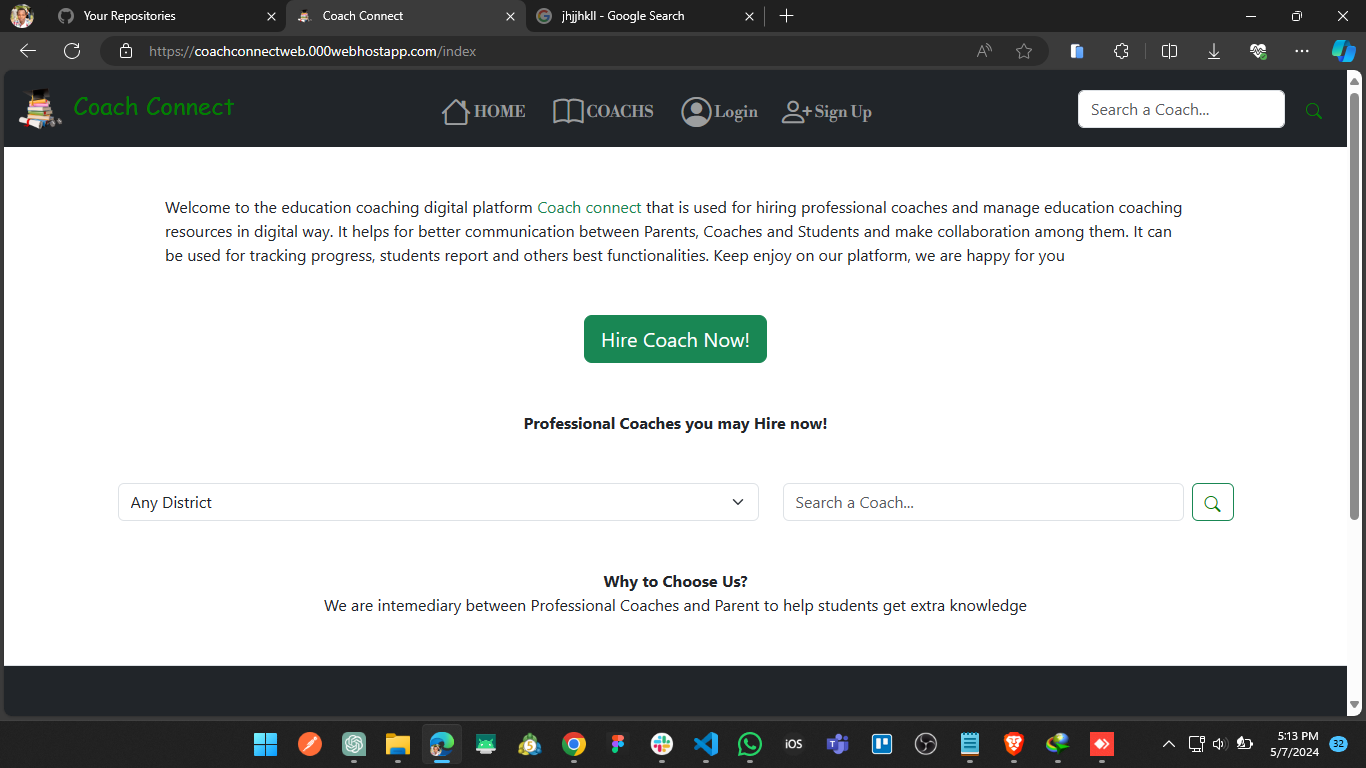 Your Repositories
Coach Connect
jhjjhkll - Google Search
https://coachconnectweb.000webhostapp.com/index
Coach Connect
HOME
COACHS
Login
Sign Up
Search a Coach...
Welcome to the education coaching digital platform Coach connect that is used for hiring professional coaches and manage education coaching
resources in digital way. It helps for better communication between Parents, Coaches and Students and make collaboration among them. It can
be used for tracking progress, students report and others best functionalities. Keep enjoy on our platform, we are happy for you
Hire Coach Now!
Professional Coaches you may Hire now!
Any District
Search a Coach...
Why to Choose Us?
We are intemediary between Professional Coaches and Parent to help students get extra knowledge
iOS
5:13 PM
5/7/2024
32